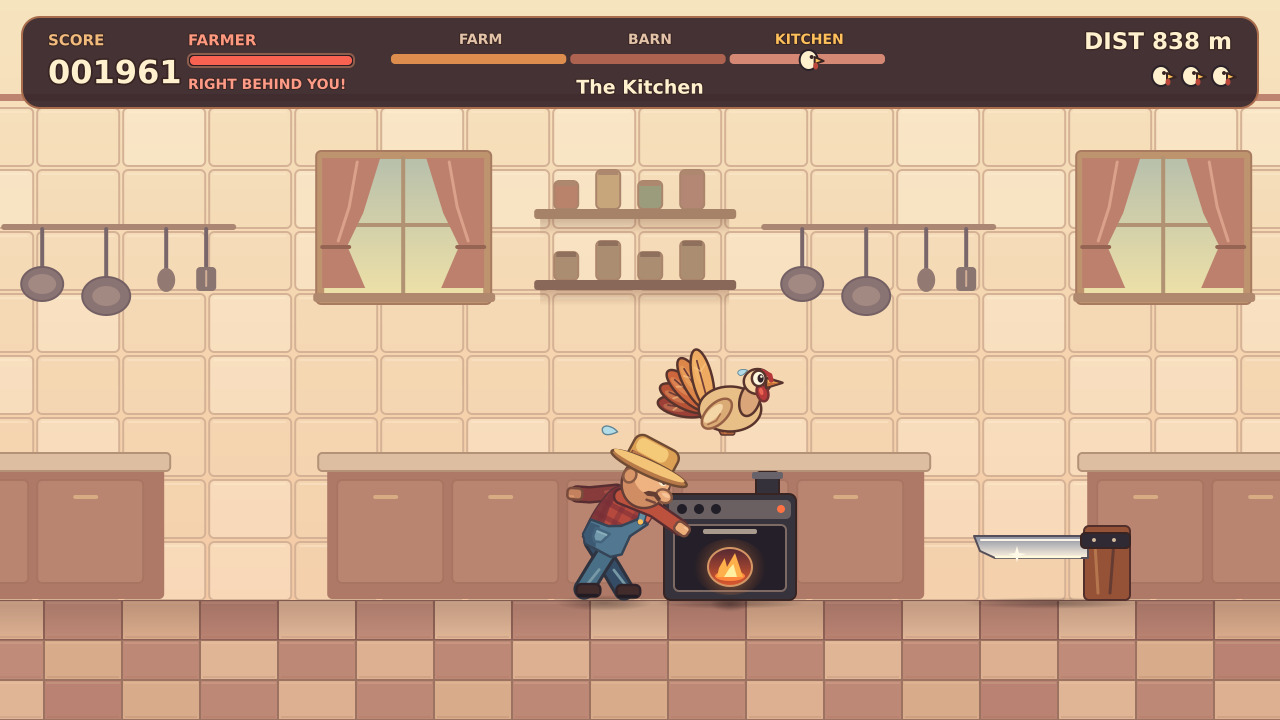 SCORE
001961
FARMER
RIGHT BEHIND YOU!
FARM
BARN
KITCHEN
The Kitchen
DIST 838 m